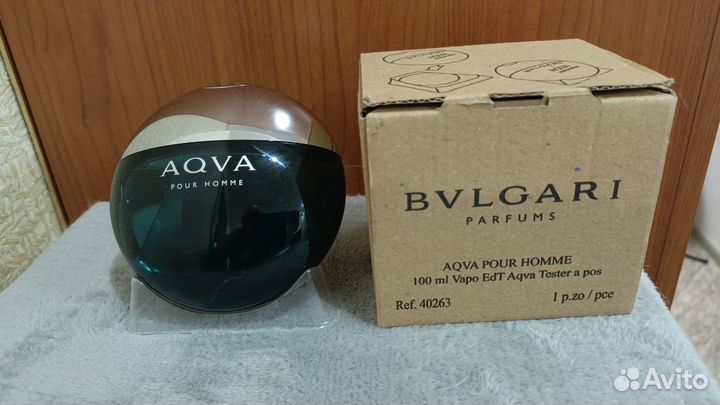 AQVA
POUR HOMME
BVLGARI
PARFUMS
AQVA POUR HOMME
100 ml Vapo EdT Aqva Tester a pos
Ref. 40263
1 p.zo / pce
Avito